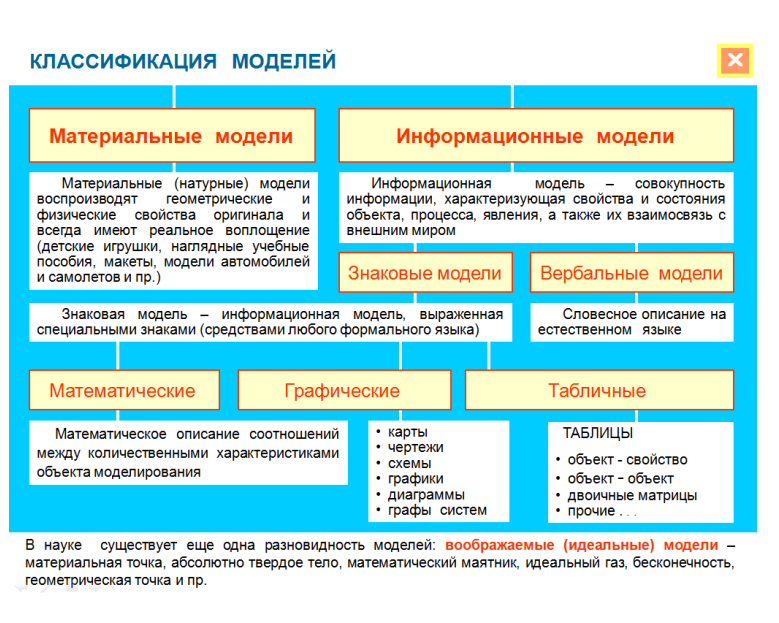 КЛАССИФИКАЦИЯ МОДЕЛЕЙ
Материальные модели
Информационные модели
Материальные (натурные) модели
воспроизводят геометрические и
физические свойства оригинала и
всегда имеют реальное воплощение
(детские игрушки, наглядные учебные
пособия, макеты, модели автомобилей
и самолетов и пр.)
Информационная модель – совокупность
информации, характеризующая свойства и состояния
объекта, процесса, явления, а также их взаимосвязь с
внешним миром
Знаковые модели
Вербальные модели
Знаковая модель – информационная модель, выраженная
специальными знаками (средствами любого формального языка)
Словесное описание на
естественном языке
Математические
Графические
Табличные
Математическое описание соотношений
между количественными характеристиками
объекта моделирования
• карты
• чертежи
• схемы
• графики
• диаграммы
• графы систем
ТАБЛИЦЫ
• объект - свойство
• объект – объект
• двоичные матрицы
• прочие . . .
В науке существует еще одна разновидность моделей: воображаемые (идеальные) модели –
материальная точка, абсолютно твердое тело, математический маятник, идеальный газ, бесконечность,
геометрическая точка и пр.